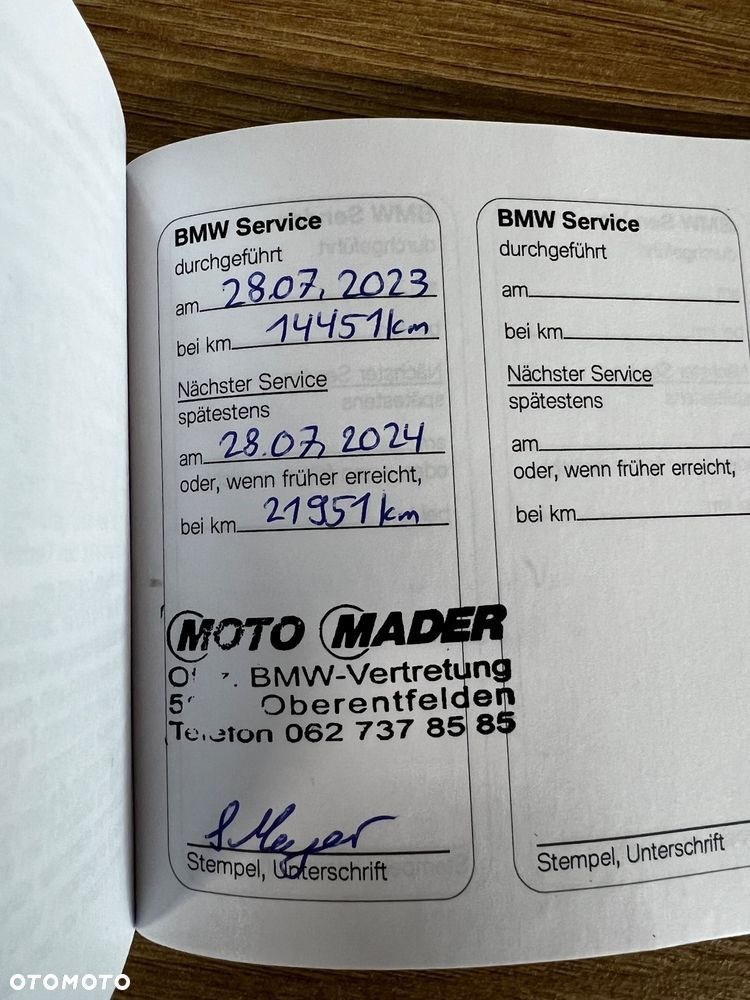 BMW Service
durchgeführt
am 28.07.2023
bei km 14451 km
Nächster Service
spätestens
am 28.07.2024
oder, wenn früher erreicht,
bei km 21951 km
MOTO MADER
BMW-Vertretung
Oberentfelden
Telefon 062 737 85 85
Stempel, Unterschrift
BMW Service
durchgeführt
am
bei km
Nächster Service
spätestens
am
oder, wenn früher erreicht,
bei km
Stempel, Unterschrift
OTOMOTO